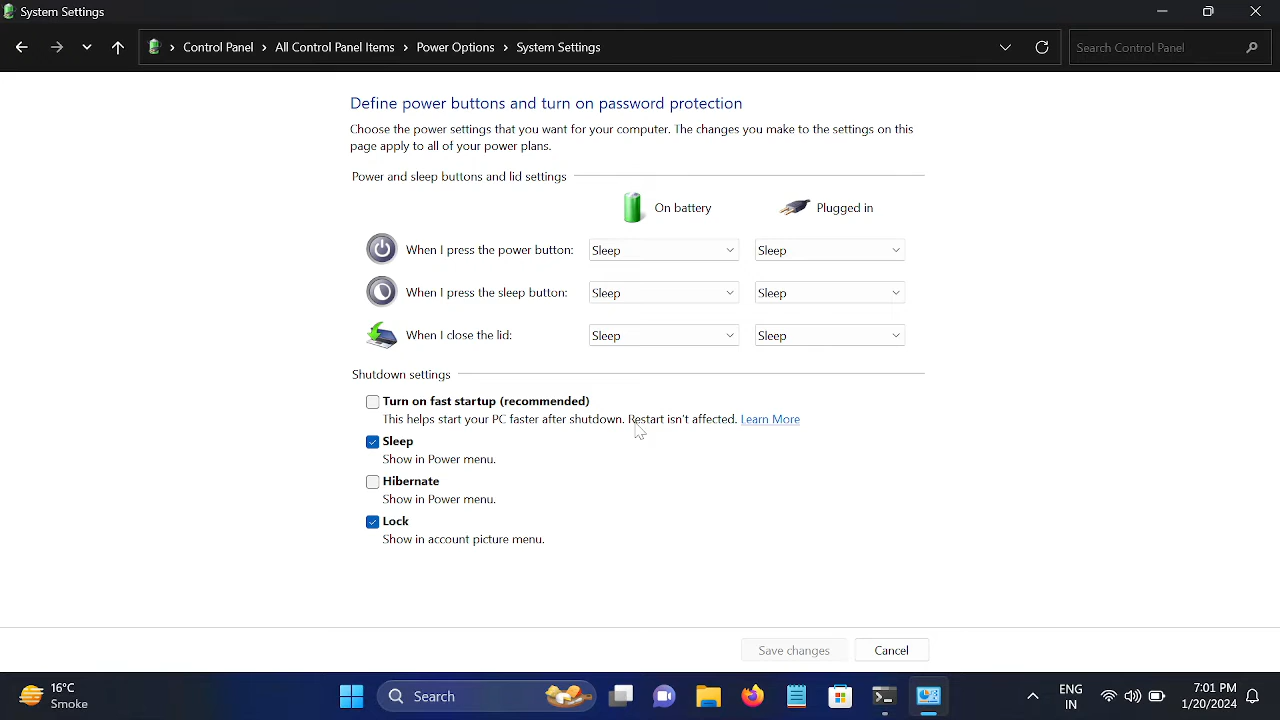 System Settings
Control Panel > All Control Panel Items > Power Options > System Settings
Search Control Panel
Define power buttons and turn on password protection
Choose the power settings that you want for your computer. The changes you make to the settings on this
page apply to all of your power plans.
Power and sleep buttons and lid settings
On battery Plugged in
When I press the power button: Sleep Sleep
When I press the sleep button: Sleep Sleep
When I close the lid: Sleep Sleep
Shutdown settings
Turn on fast startup (recommended)
This helps start your PC faster after shutdown. Restart isn't affected. Learn More
Sleep
Show in Power menu.
Hibernate
Show in Power menu.
Lock
Show in account picture menu.
Save changes Cancel
16°C
Smoke
Search
ENG
IN
7:01 PM
1/20/2024